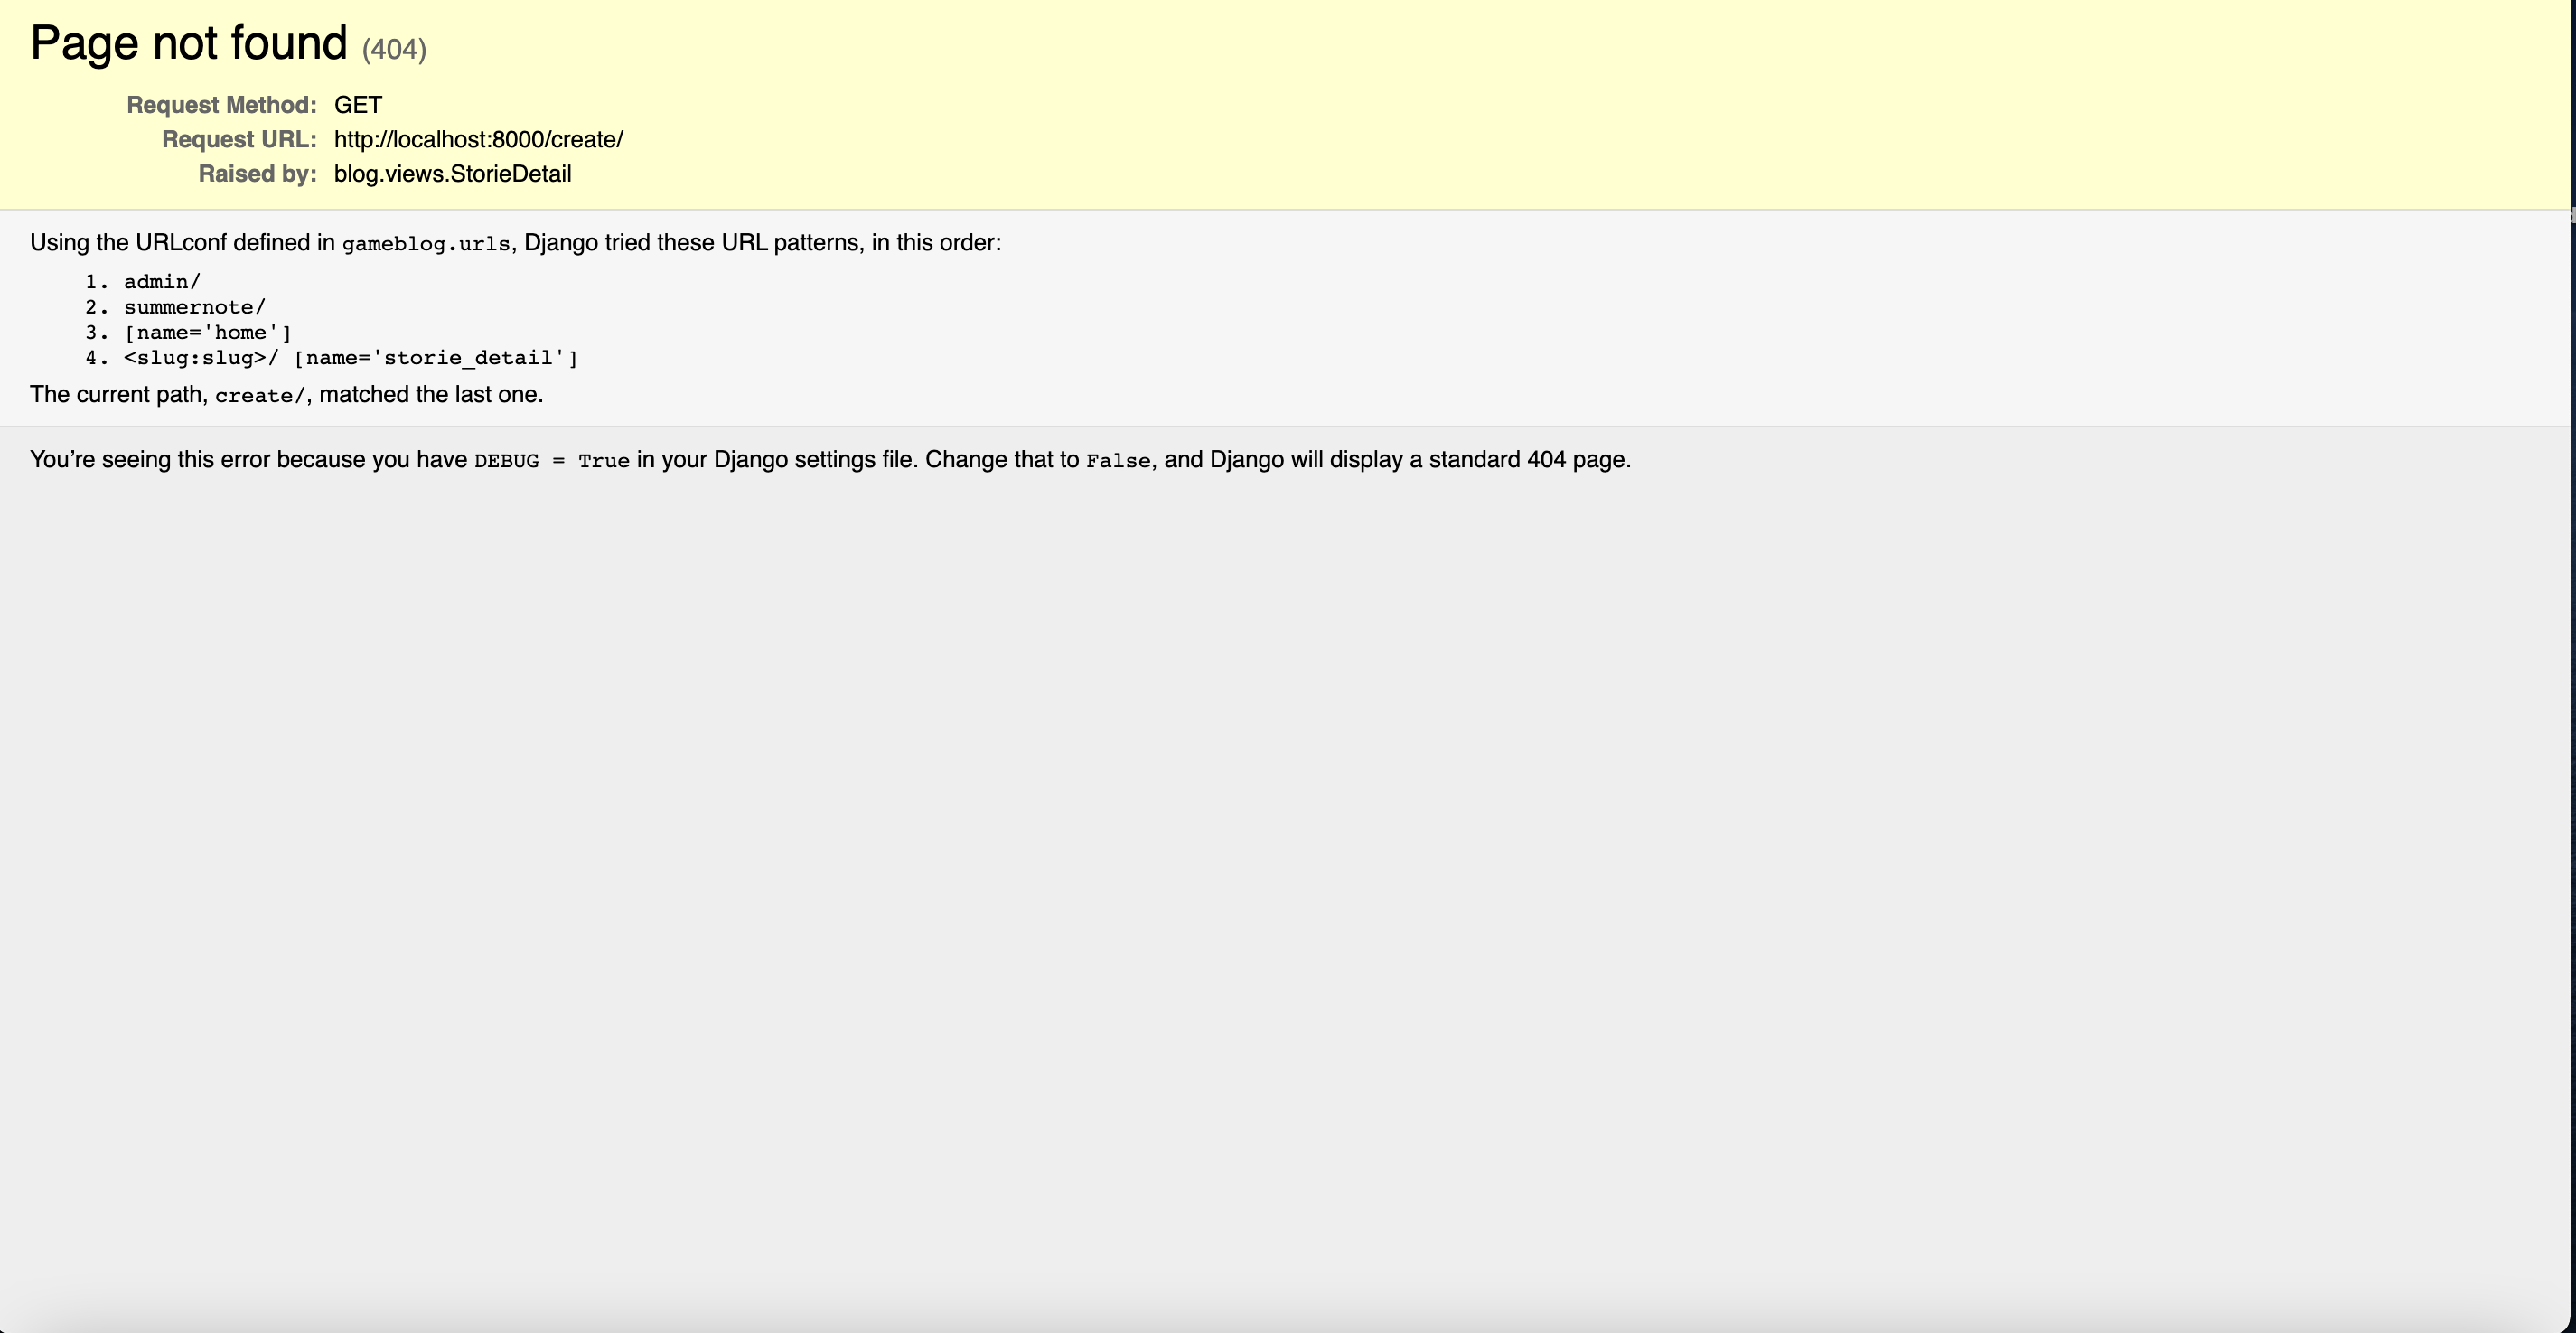 Page not found (404)
Request Method: GET
Request URL: http://localhost:8000/create/
Raised by: blog.views.StorieDetail
Using the URLconf defined in gameblog.urls, Django tried these URL patterns, in this order:
1. admin/
2. summernote/
3. [name='home']
4. <slug:slug>/ [name='storie_detail']
The current path, create/, matched the last one.
You’re seeing this error because you have DEBUG = True in your Django settings file. Change that to False, and Django will display a standard 404 page.